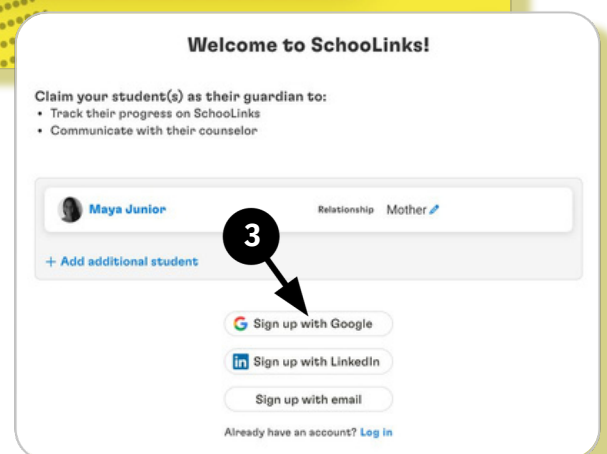 Welcome to SchooLinks!
Claim your student(s) as their guardian to:
• Track their progress on SchooLinks
• Communicate with their counselor
Maya Junior Relationship Mother
3
+ Add additional student
Sign up with Google
in Sign up with LinkedIn
Sign up with email
Already have an account? Log in